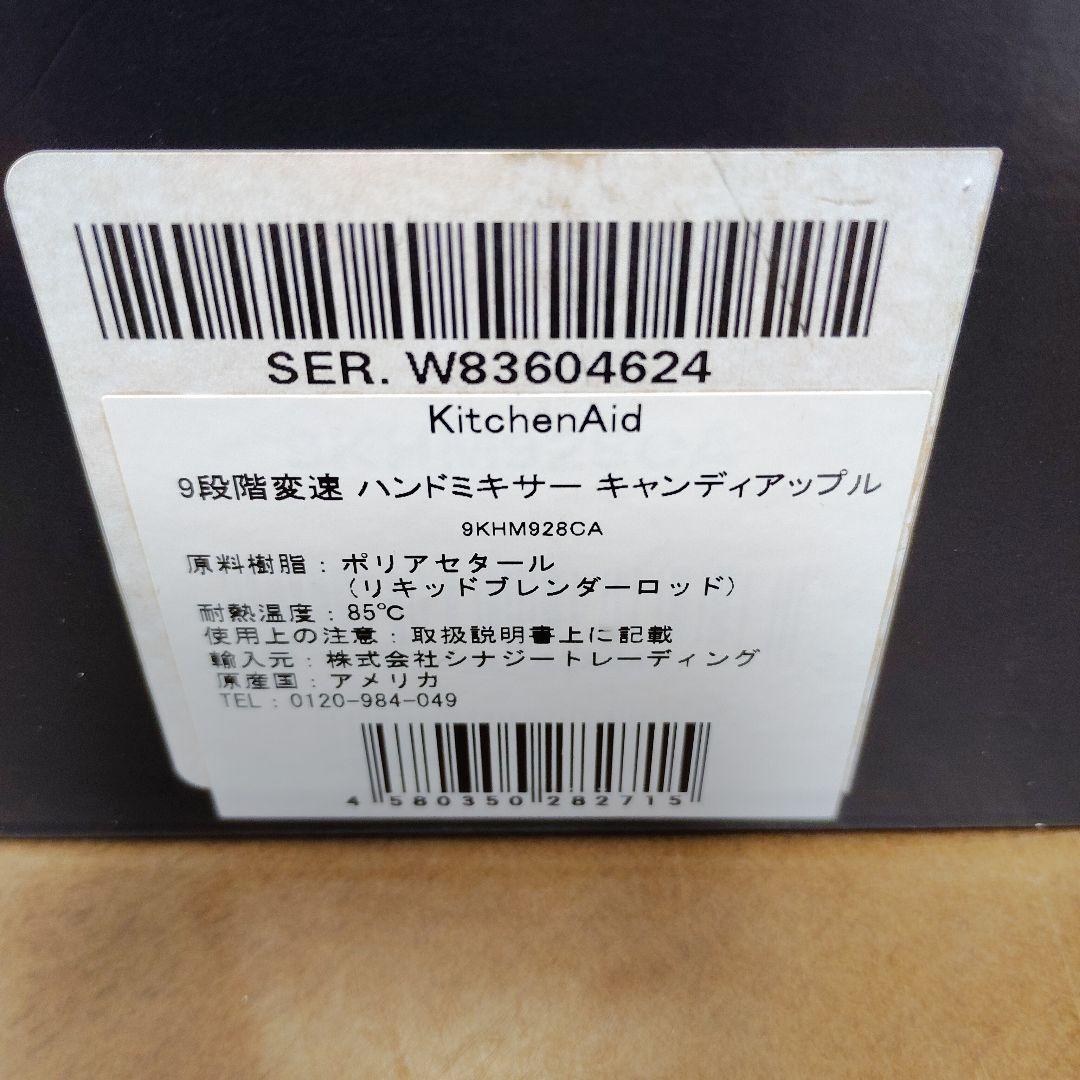 SER. W83604624
KitchenAid
9段階変速 ハンドミキサー キャンディアップル
9KHM928CA
原料樹脂 : ポリアセタール
(リキッドブレンダーロッド)
耐熱温度 : 85℃
使用上の注意 : 取扱説明書上に記載
輸入元 : 株式会社シナジートレーディング
原産国 : アメリカ
TEL : 0120-984-049
4 580350 282715